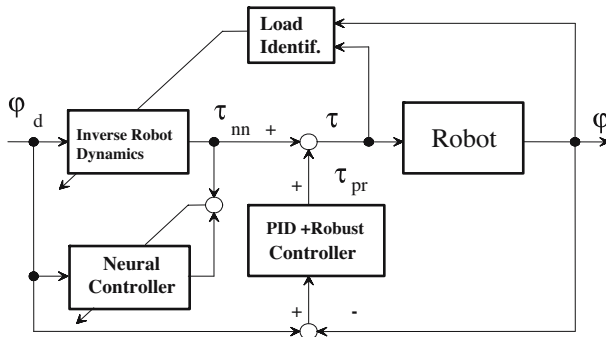 Load
Identif.
φ
d
Inverse Robot
Dynamics
τ
nn
+
τ
Robot
φ
+
τ
pr
PID +Robust
Controller
Neural
Controller
+
-